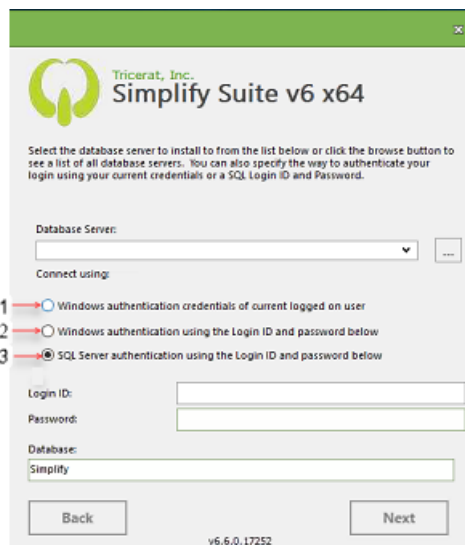 Tricerat, Inc.
Simplify Suite v6 x64
Select the database server to install to from the list below or click the browse button to
see a list of all database servers. You can also specify the way to authenticate your
login using your current credentials or a SQL Login ID and Password.
Database Server:
...
Connect using:
1 Windows authentication credentials of current logged on user
2 Windows authentication using the Login ID and password below
3 SQL Server authentication using the Login ID and password below
Login ID:
Password:
Database:
Simplify
Back Next
v6.6.0.17252